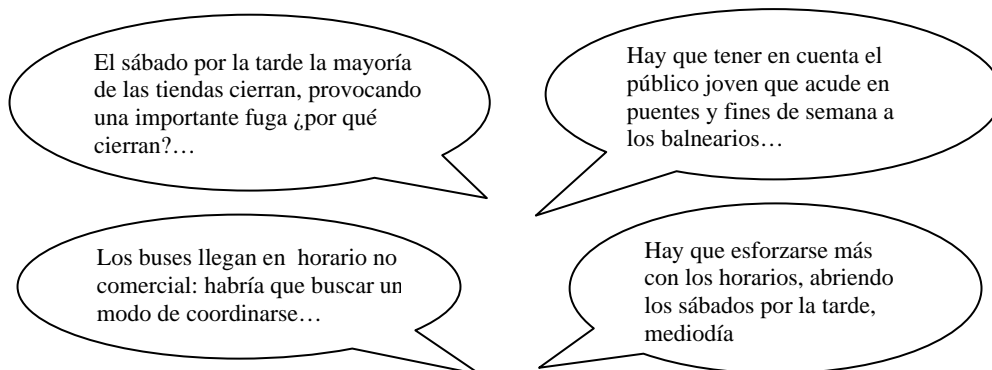 El sábado por la tarde la mayoría
de las tiendas cierran, provocando
una importante fuga ¿por qué
cierran?…
Hay que tener en cuenta el
público joven que acude en
puentes y fines de semana a
los balnearios…
Los buses llegan en horario no
comercial: habría que buscar un
modo de coordinarse…
Hay que esforzarse más
con los horarios, abriendo
los sábados por la tarde,
mediodía